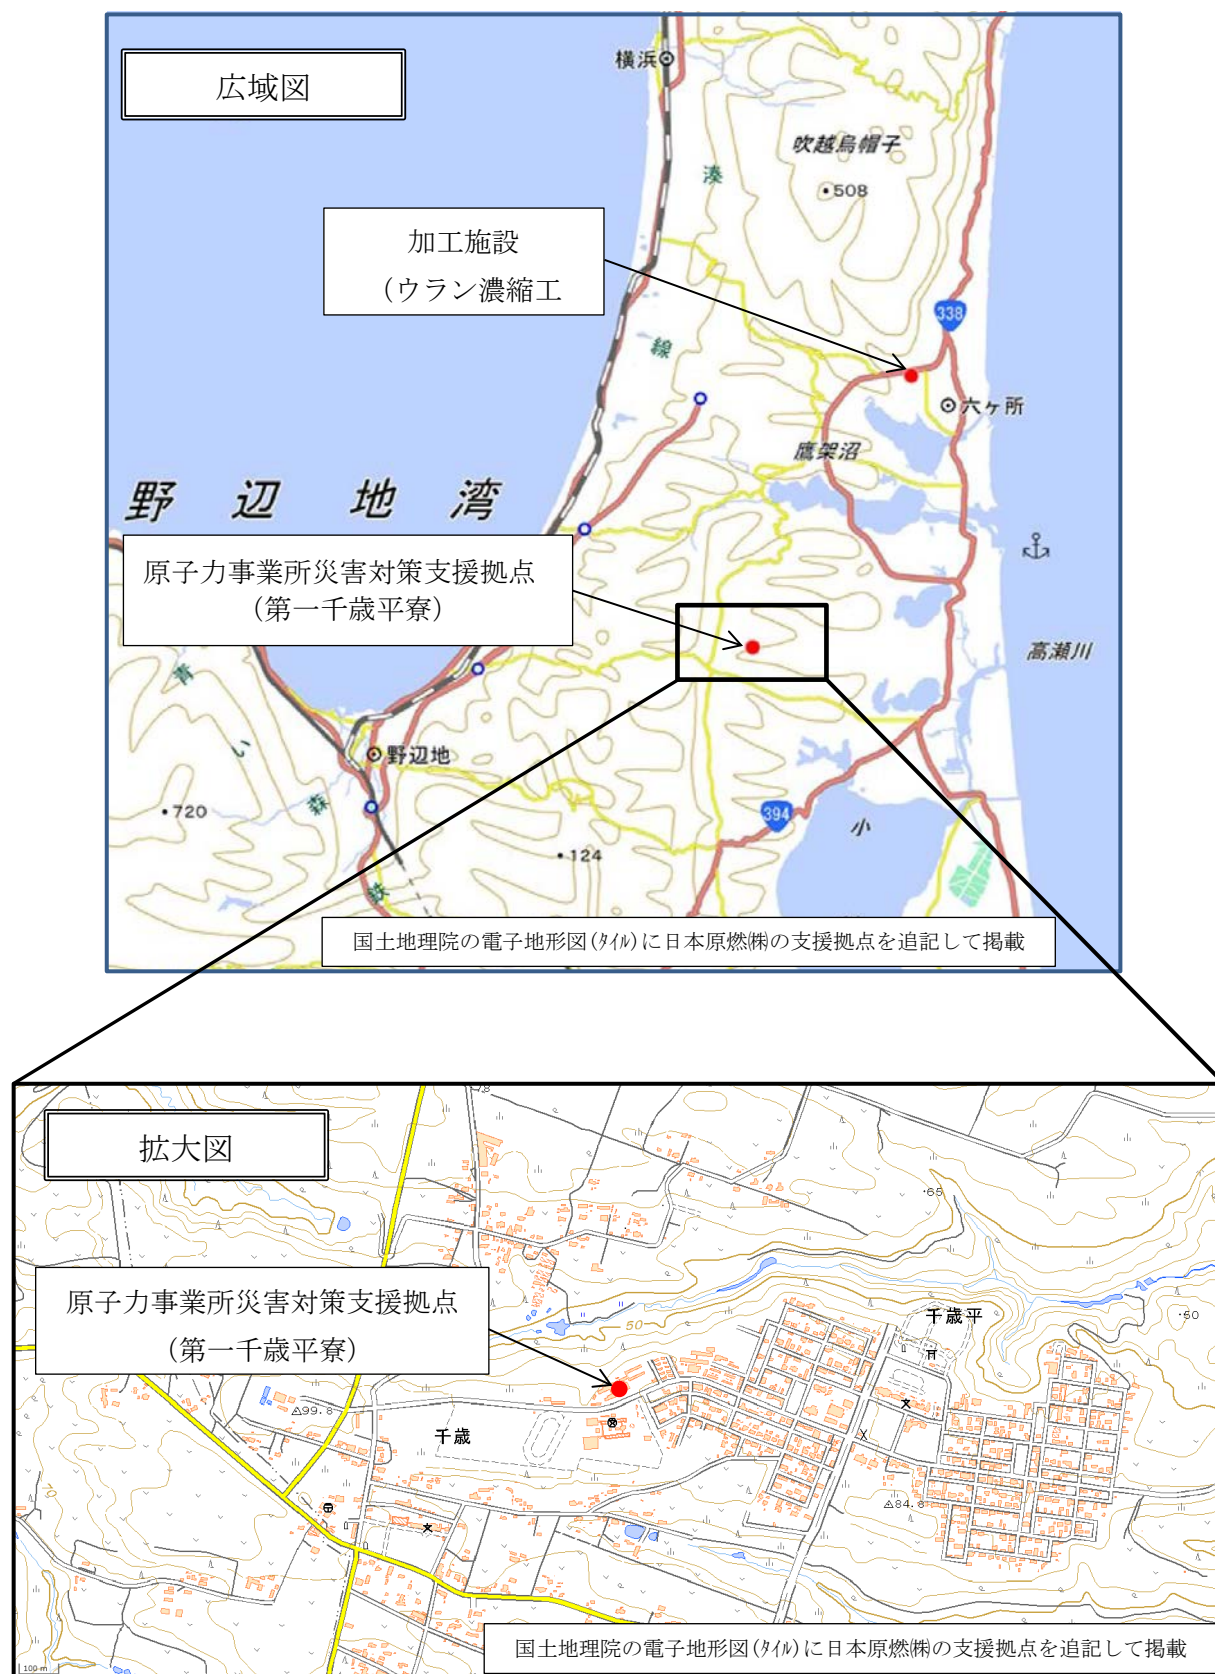 広域図
横浜
吹越烏帽子
湊
508
加工施設
（ウラン濃縮工
338
線
六ヶ所
鷹架沼
野辺地湾
原子力事業所災害対策支援拠点
（第一千歳平寮）
高瀬川
青
い
野辺地
森
720
394
小
124
鉄
国土地理院の電子地形図(ﾀｲﾙ)に日本原燃㈱の支援拠点を追記して掲載
拡大図
65
原子力事業所災害対策支援拠点
（第一千歳平寮）
50
千歳平
60
99.8
千歳
84.8
70
国土地理院の電子地形図(ﾀｲﾙ)に日本原燃㈱の支援拠点を追記して掲載
100 m